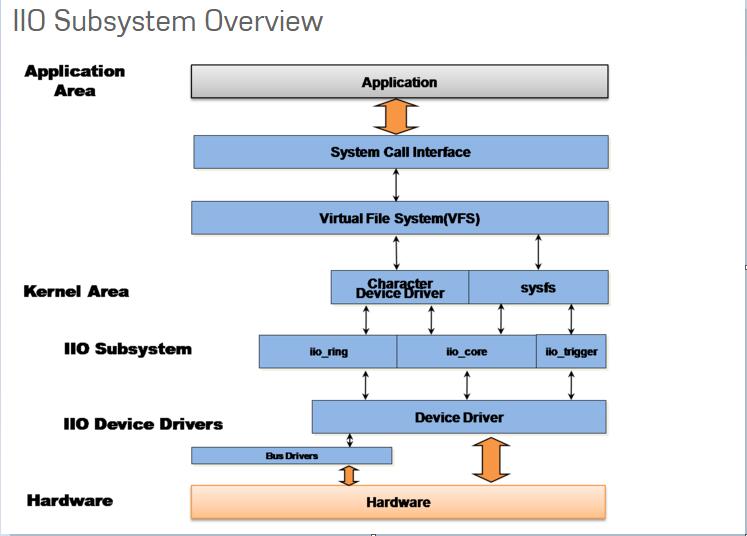 IIO Subsystem Overview
Application
Area
Application
System Call Interface
Virtual File System(VFS)
Kernel Area
Character
Device Driver
sysfs
IIO Subsystem
iio_ring
iio_core
iio_trigger
IIO Device Drivers
Device Driver
Bus Drivers
Hardware
Hardware